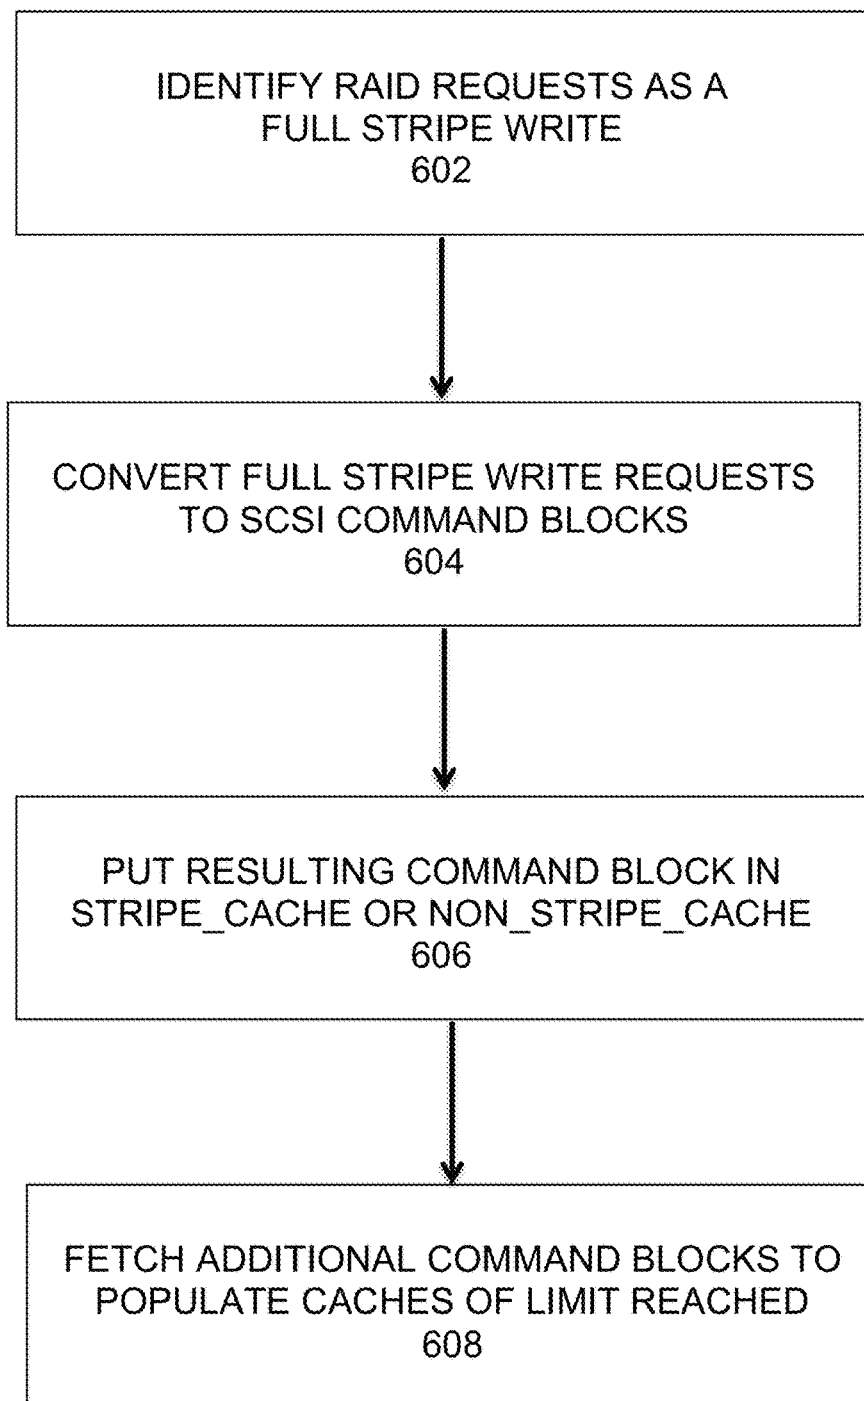 IDENTIFY RAID REQUESTS AS A
FULL STRIPE WRITE
602
CONVERT FULL STRIPE WRITE REQUESTS
TO SCSI COMMAND BLOCKS
604
PUT RESULTING COMMAND BLOCK IN
STRIPE_CACHE OR NON_STRIPE_CACHE
606
FETCH ADDITIONAL COMMAND BLOCKS TO
POPULATE CACHES OF LIMIT REACHED
608